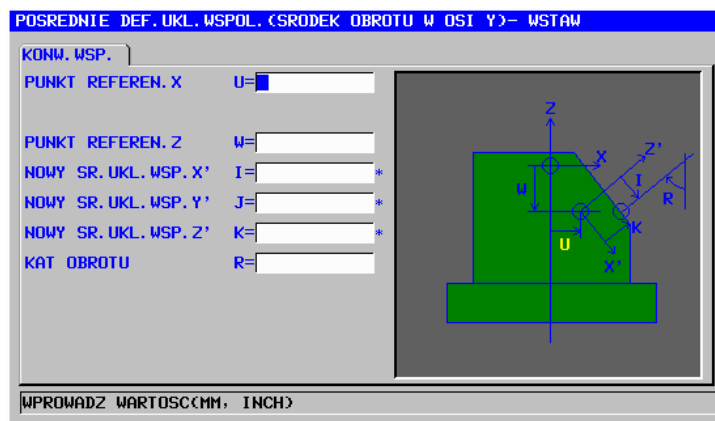 POSREDNIE DEF.UKL.WSPOL.(SRODEK OBROTU W OSI Y)- WSTAW
KONW.WSP.
PUNKT REFEREN.X U=
PUNKT REFEREN.Z W=
NOWY SR.UKL.WSP.X' I= *
NOWY SR.UKL.WSP.Y' J= *
NOWY SR.UKL.WSP.Z' K= *
KAT OBROTU R=
Z
X Z'
W I R
K
U
X'
WPROWADZ WARTOSC(MM, INCH)